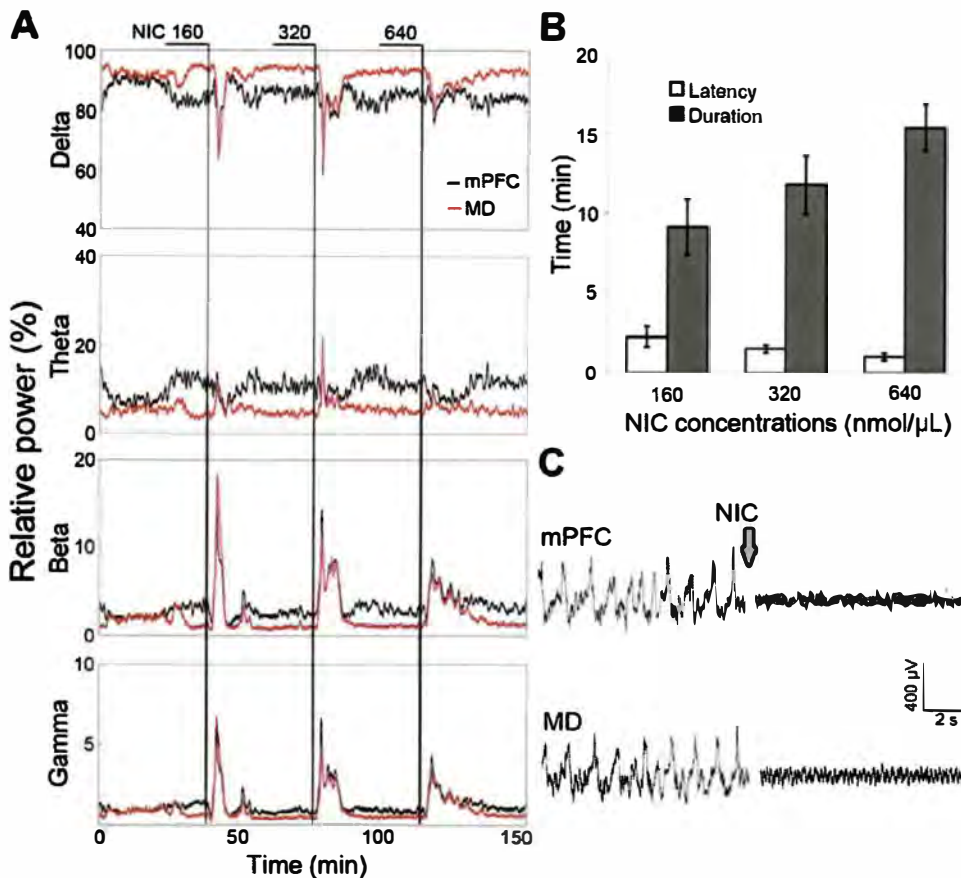 A
NIC 160
320
640
Relative power (%)
Delta
100
80
60
40
mPFC
MD
Theta
40
20
0
Beta
20
10
0
Gamma
10
5
0
50
100
150
Time (min)
B
Time (min)
20
15
10
5
0
Latency
Duration
160
320
640
NIC concentrations (nmol/µL)
C
NIC
mPFC
MD
400 µV
2 s